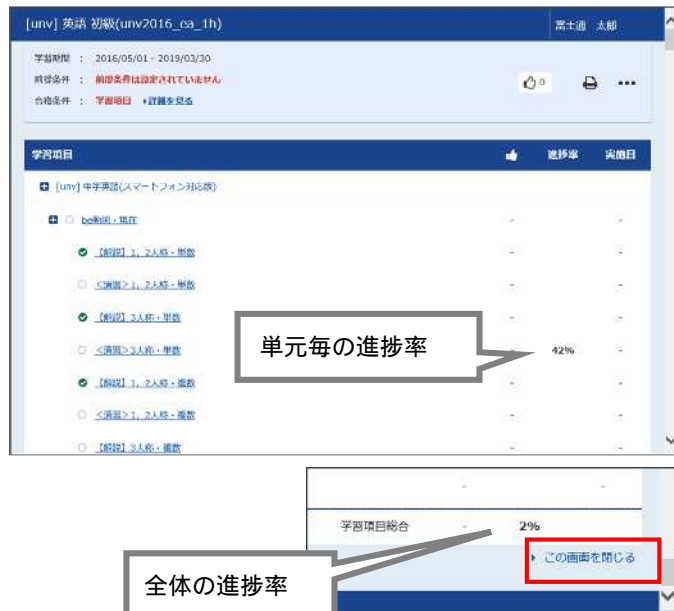 [unv] 英語 初級(unv2016_ea_1h)
富士通 太郎
学習期間 : 2016/05/01 - 2019/03/30
前提条件 : 前提条件は設定されていません
0
合格条件 : 学習項目 ・詳細を見る
学習項目 進捗率 実施日
[unv] 中学英語(スマートフォン対応版)
be動詞・現在 - -
【解説】1，2人称・単数 - -
<演習>1，2人称・単数 - -
【解説】3人称・単数 - -
単元毎の進捗率
<演習>3人称・単数 - 42% -
【解説】1，2人称・複数 - -
<演習>1，2人称・複数 - -
【解説】3人称・複数 - -
- -
学習項目総合 - 2%
この画面を閉じる
全体の進捗率